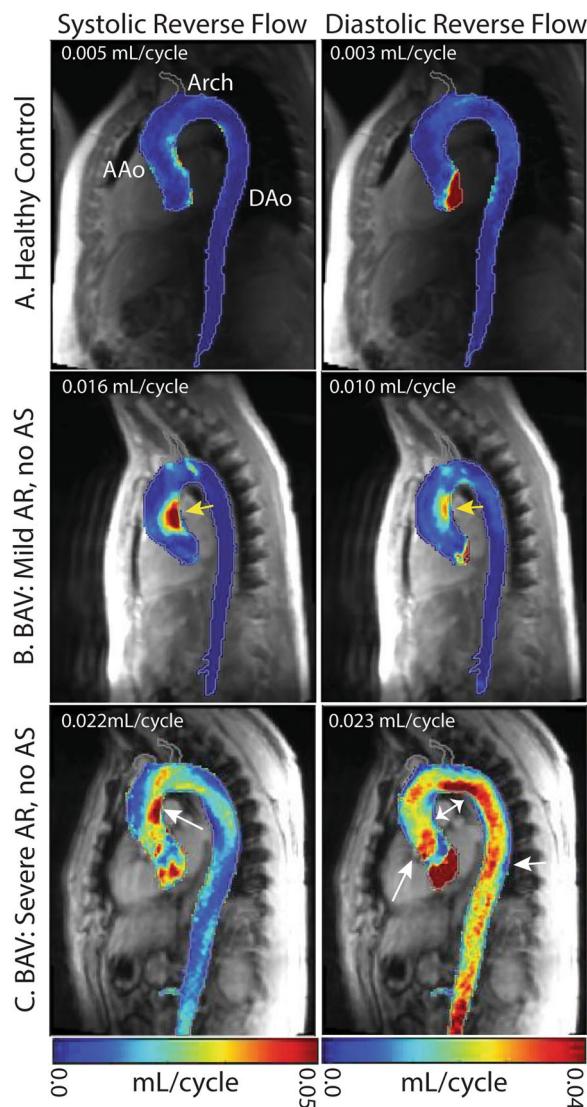 Systolic Reverse Flow
Diastolic Reverse Flow
A. Healthy Control
0.005 mL/cycle
Arch
AAo
DAo
0.003 mL/cycle
B. BAV: Mild AR, no AS
0.016 mL/cycle
0.010 mL/cycle
C. BAV: Severe AR, no AS
0.022mL/cycle
0.023 mL/cycle
0.0
mL/cycle
0.05
0.0
mL/cycle
0.04